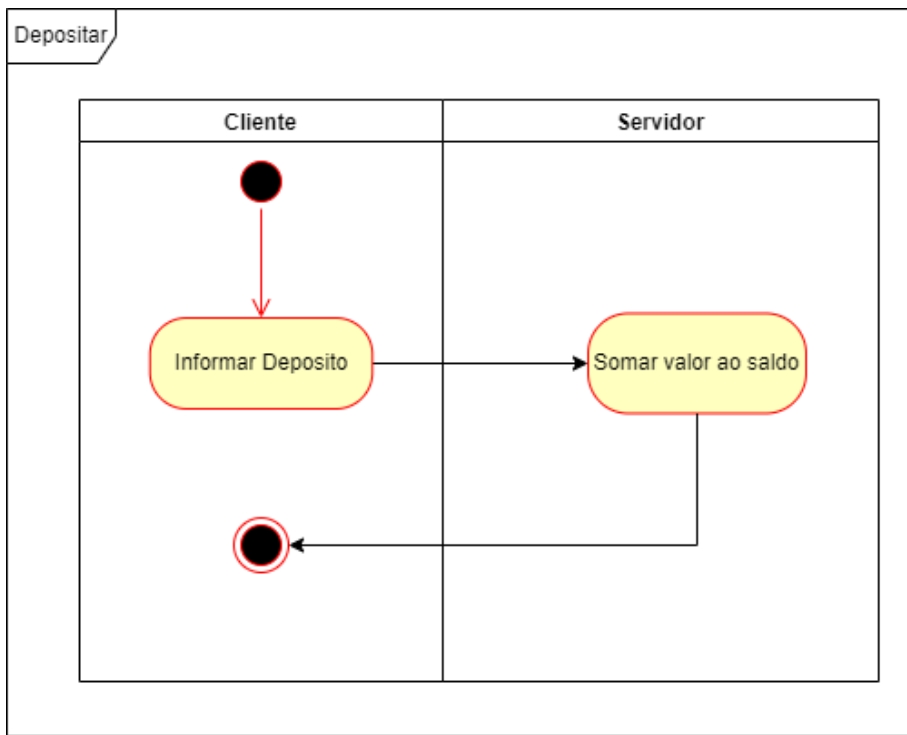 Depositar
Cliente
Servidor
Informar Deposito
Somar valor ao saldo